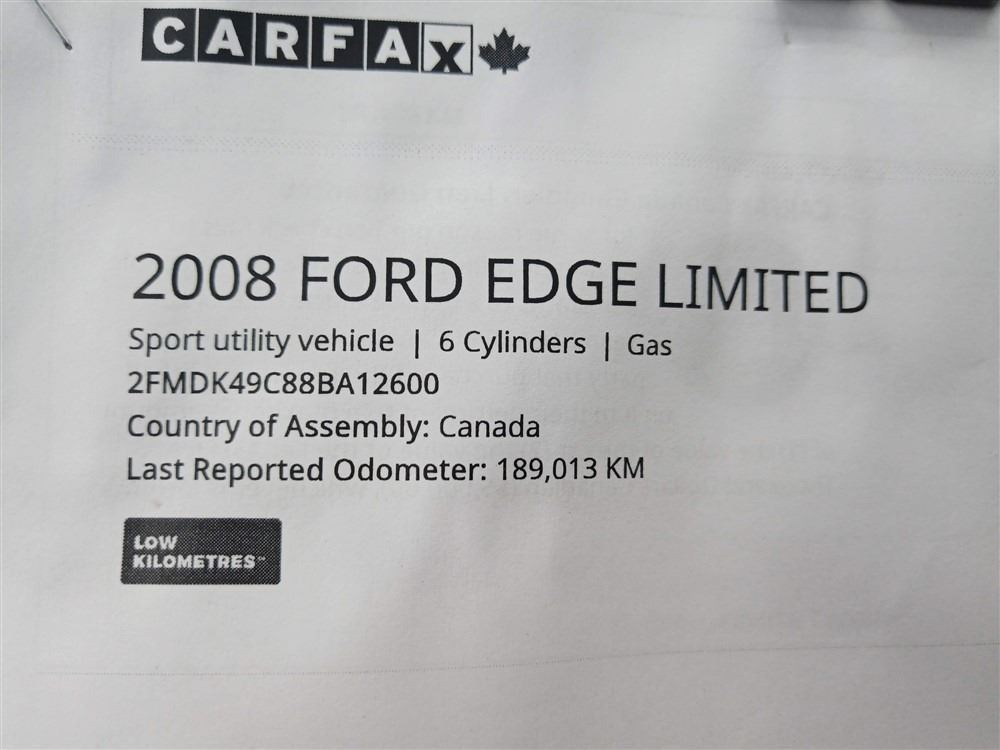 CARFAX
2008 FORD EDGE LIMITED
Sport utility vehicle | 6 Cylinders | Gas
2FMDK49C88BA12600
Country of Assembly: Canada
Last Reported Odometer: 189,013 KM
LOW
KILOMETRES™